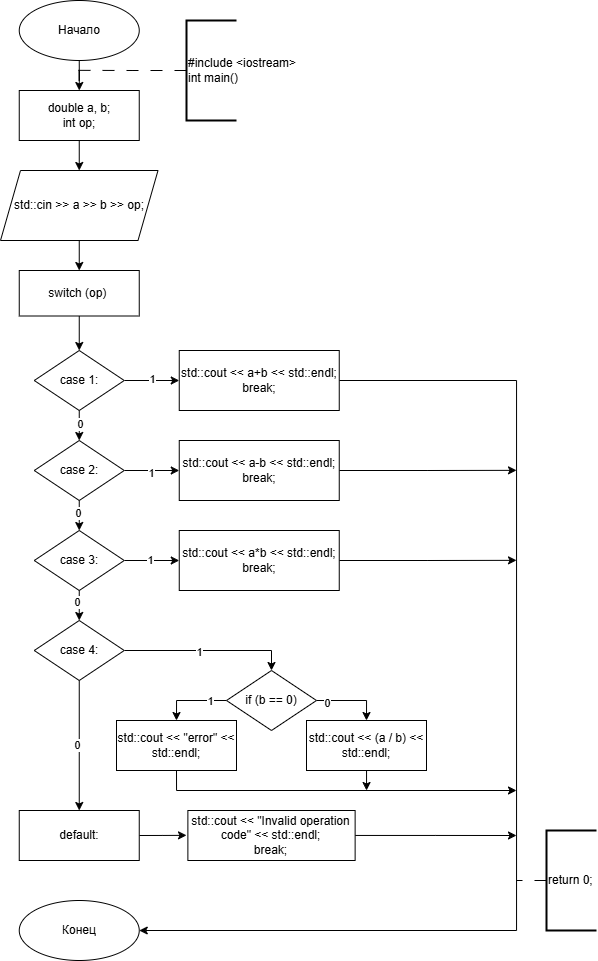 Начало
#include <iostream>
int main()
double a, b;
int op;
std::cin >> a >> b >> op;
switch (op)
case 1:
1
std::cout << a+b << std::endl;
break;
0
case 2:
1
std::cout << a-b << std::endl;
break;
0
case 3:
1
std::cout << a*b << std::endl;
break;
0
case 4:
1
if (b == 0)
1
0
std::cout << "error" <<
std::endl;
std::cout << (a / b) <<
std::endl;
0
default:
std::cout << "Invalid operation
code" << std::endl;
break;
return 0;
Конец